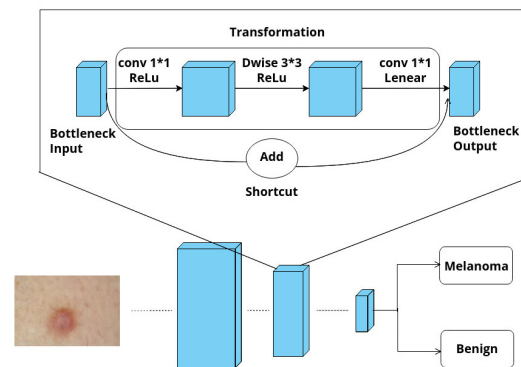 Transformation
conv 1*1
ReLu
Dwise 3*3
ReLu
conv 1*1
Lenear
Bottleneck
Input
Add
Bottleneck
Output
Shortcut
Melanoma
Benign